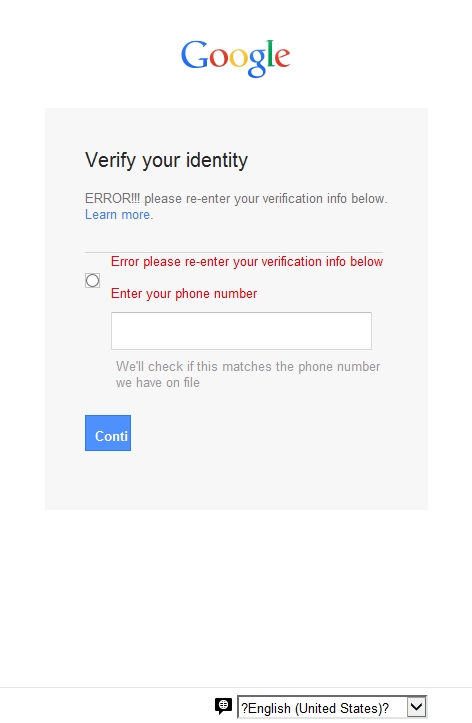 Google
Verify your identity
ERROR!!! please re-enter your verification info below.
Learn more.
Error please re-enter your verification info below
Enter your phone number
We'll check if this matches the phone number
we have on file
Conti
?English (United States)?